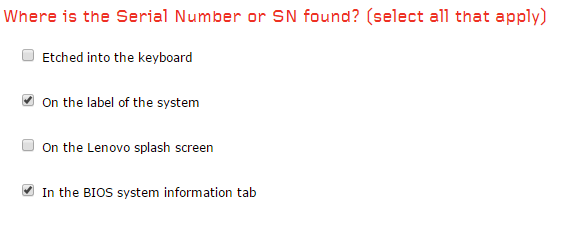 Where is the Serial Number or SN found? (select all that apply)
Etched into the keyboard
On the label of the system
On the Lenovo splash screen
In the BIOS system information tab